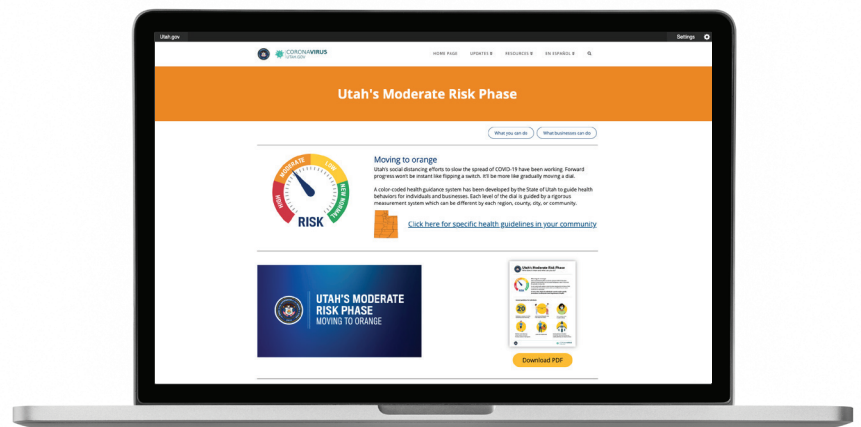 Utah.gov
Settings
CORONAVIRUS
UTAH.GOV
HOME PAGE
UPDATES
RESOURCES
EN ESPAÑOL
Utah's Moderate Risk Phase
What you can do
What businesses can do
HIGH
MODERATE
LOW
NEW NORMAL
RISK
Moving to orange
Utah's social distancing efforts to slow the spread of COVID-19 have been working. Forward
progress won't be instant like flipping a switch. It'll be more like gradually moving a dial.
A color-coded health guidance system has been developed by the State of Utah to guide health
behaviors for individuals and businesses. Each level of the dial is guided by a rigorous
measurement system which can be different by each region, county, city, or community.
Click here for specific health guidelines in your community
UTAH'S MODERATE
RISK PHASE
MOVING TO ORANGE
Utah's Moderate Risk Phase
RISK
20
Download PDF